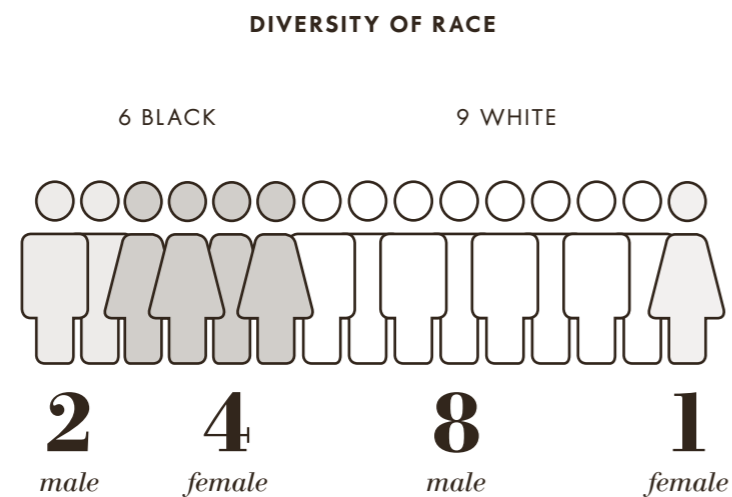 DIVERSITY OF RACE
6 BLACK 9 WHITE
2 4 8 1
male female male female